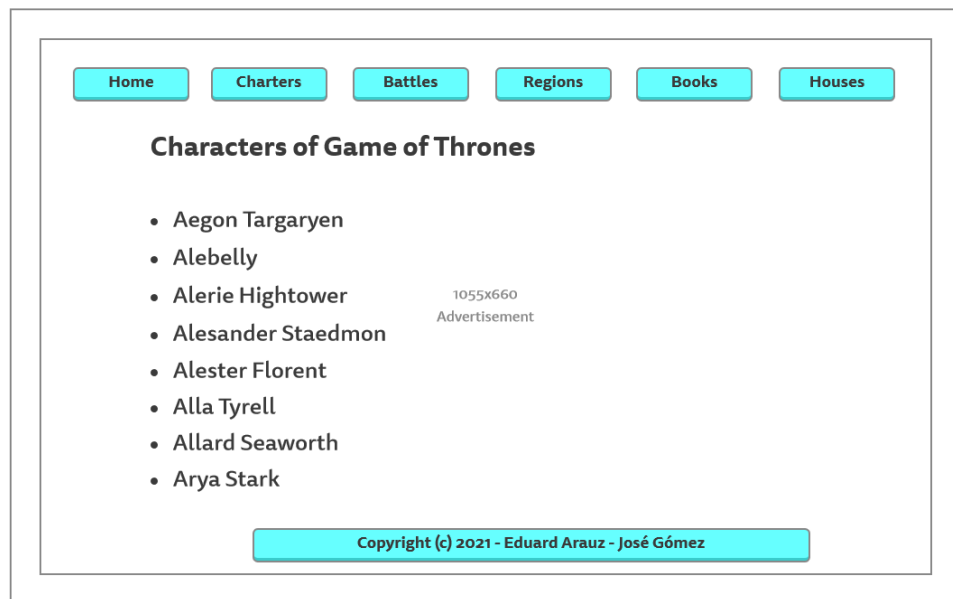 Home Charters Battles Regions Books Houses
Characters of Game of Thrones
• Aegon Targaryen
• Alebelly
• Alerie Hightower
1055x660
Advertisement
• Alesander Staedmon
• Alester Florent
• Alla Tyrell
• Allard Seaworth
• Arya Stark
Copyright (c) 2021 - Eduard Arauz - José Gómez